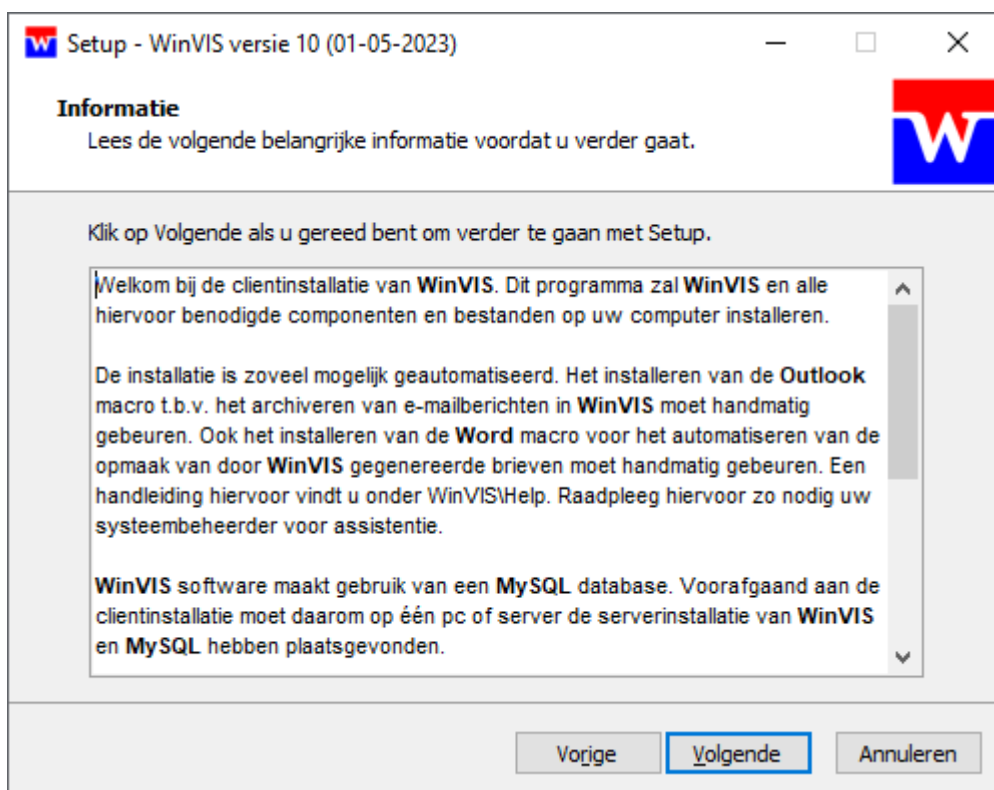 W Setup - WinVIS versie 10 (01-05-2023)
Informatie
Lees de volgende belangrijke informatie voordat u verder gaat.
W
Klik op Volgende als u gereed bent om verder te gaan met Setup.
Welkom bij de clientinstallatie van WinVIS. Dit programma zal WinVIS en alle
hiervoor benodigde componenten en bestanden op uw computer installeren.
De installatie is zoveel mogelijk geautomatiseerd. Het installeren van de Outlook
macro t.b.v. het archiveren van e-mailberichten in WinVIS moet handmatig
gebeuren. Ook het installeren van de Word macro voor het automatiseren van de
opmaak van door WinVIS gegenereerde brieven moet handmatig gebeuren. Een
handleiding hiervoor vindt u onder WinVIS\Help. Raadpleeg hiervoor zo nodig uw
systeembeheerder voor assistentie.
WinVIS software maakt gebruik van een MySQL database. Voorafgaand aan de
clientinstallatie moet daarom op één pc of server de serverinstallatie van WinVIS
en MySQL hebben plaatsgevonden.
Vorige Volgende Annuleren